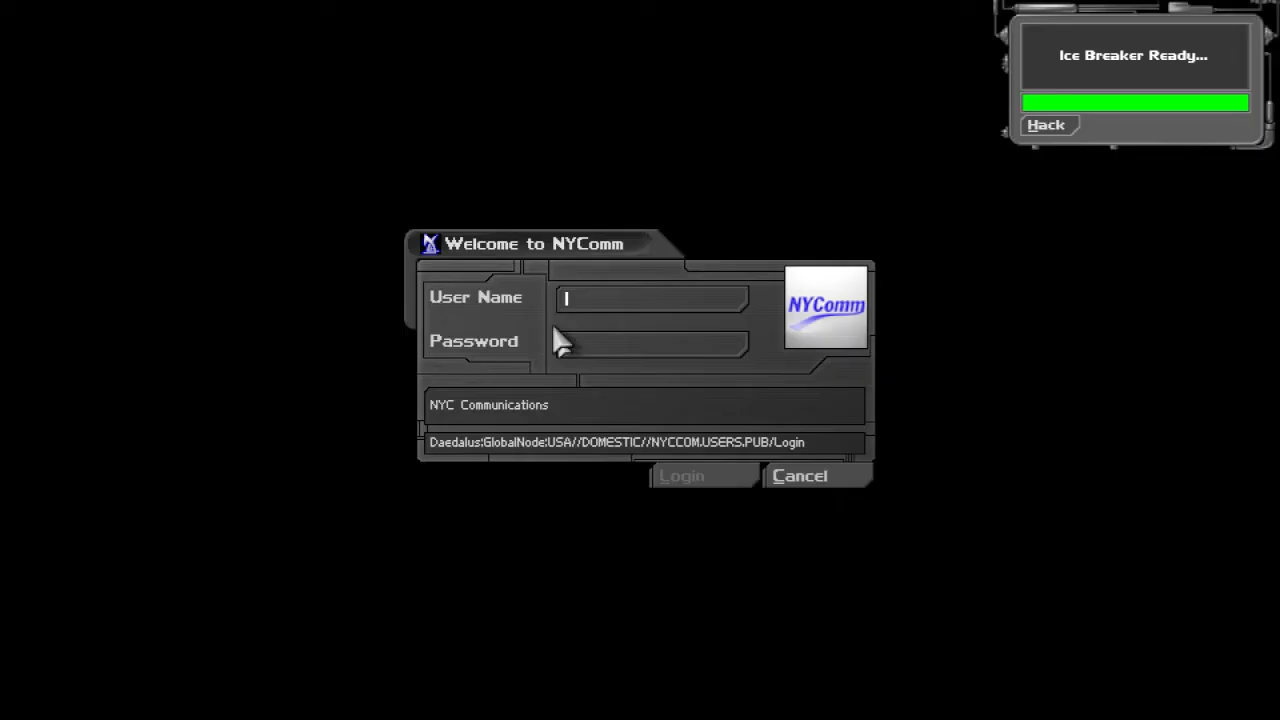 Ice Breaker Ready...
Hack
Welcome to NYComm
User Name
NYComm
Password
NYC Communications
Daedalus:GlobalNode:USA//DOMESTIC//NYCCOM.USERS.PUB/Login
Login
Cancel